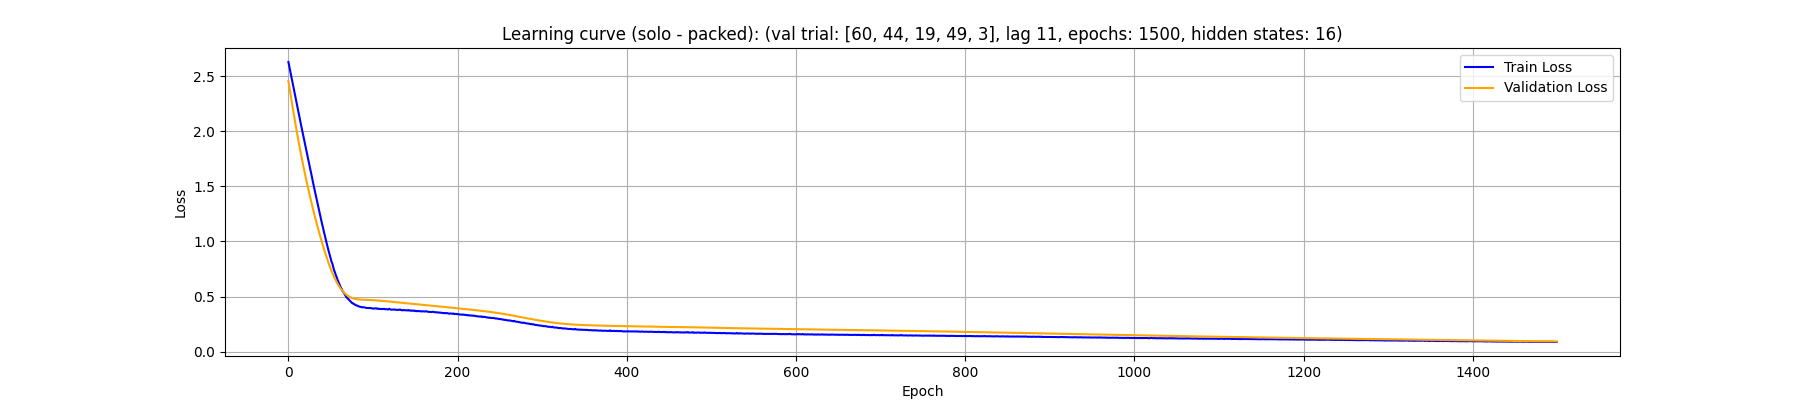 Learning curve (solo - packed): (val trial: [60, 44, 19, 49, 3], lag 11, epochs: 1500, hidden states: 16)
Train Loss
Validation Loss
2.5
2.0
1.5
1.0
0.5
0.0
Loss
0 200 400 600 800 1000 1200 1400
Epoch